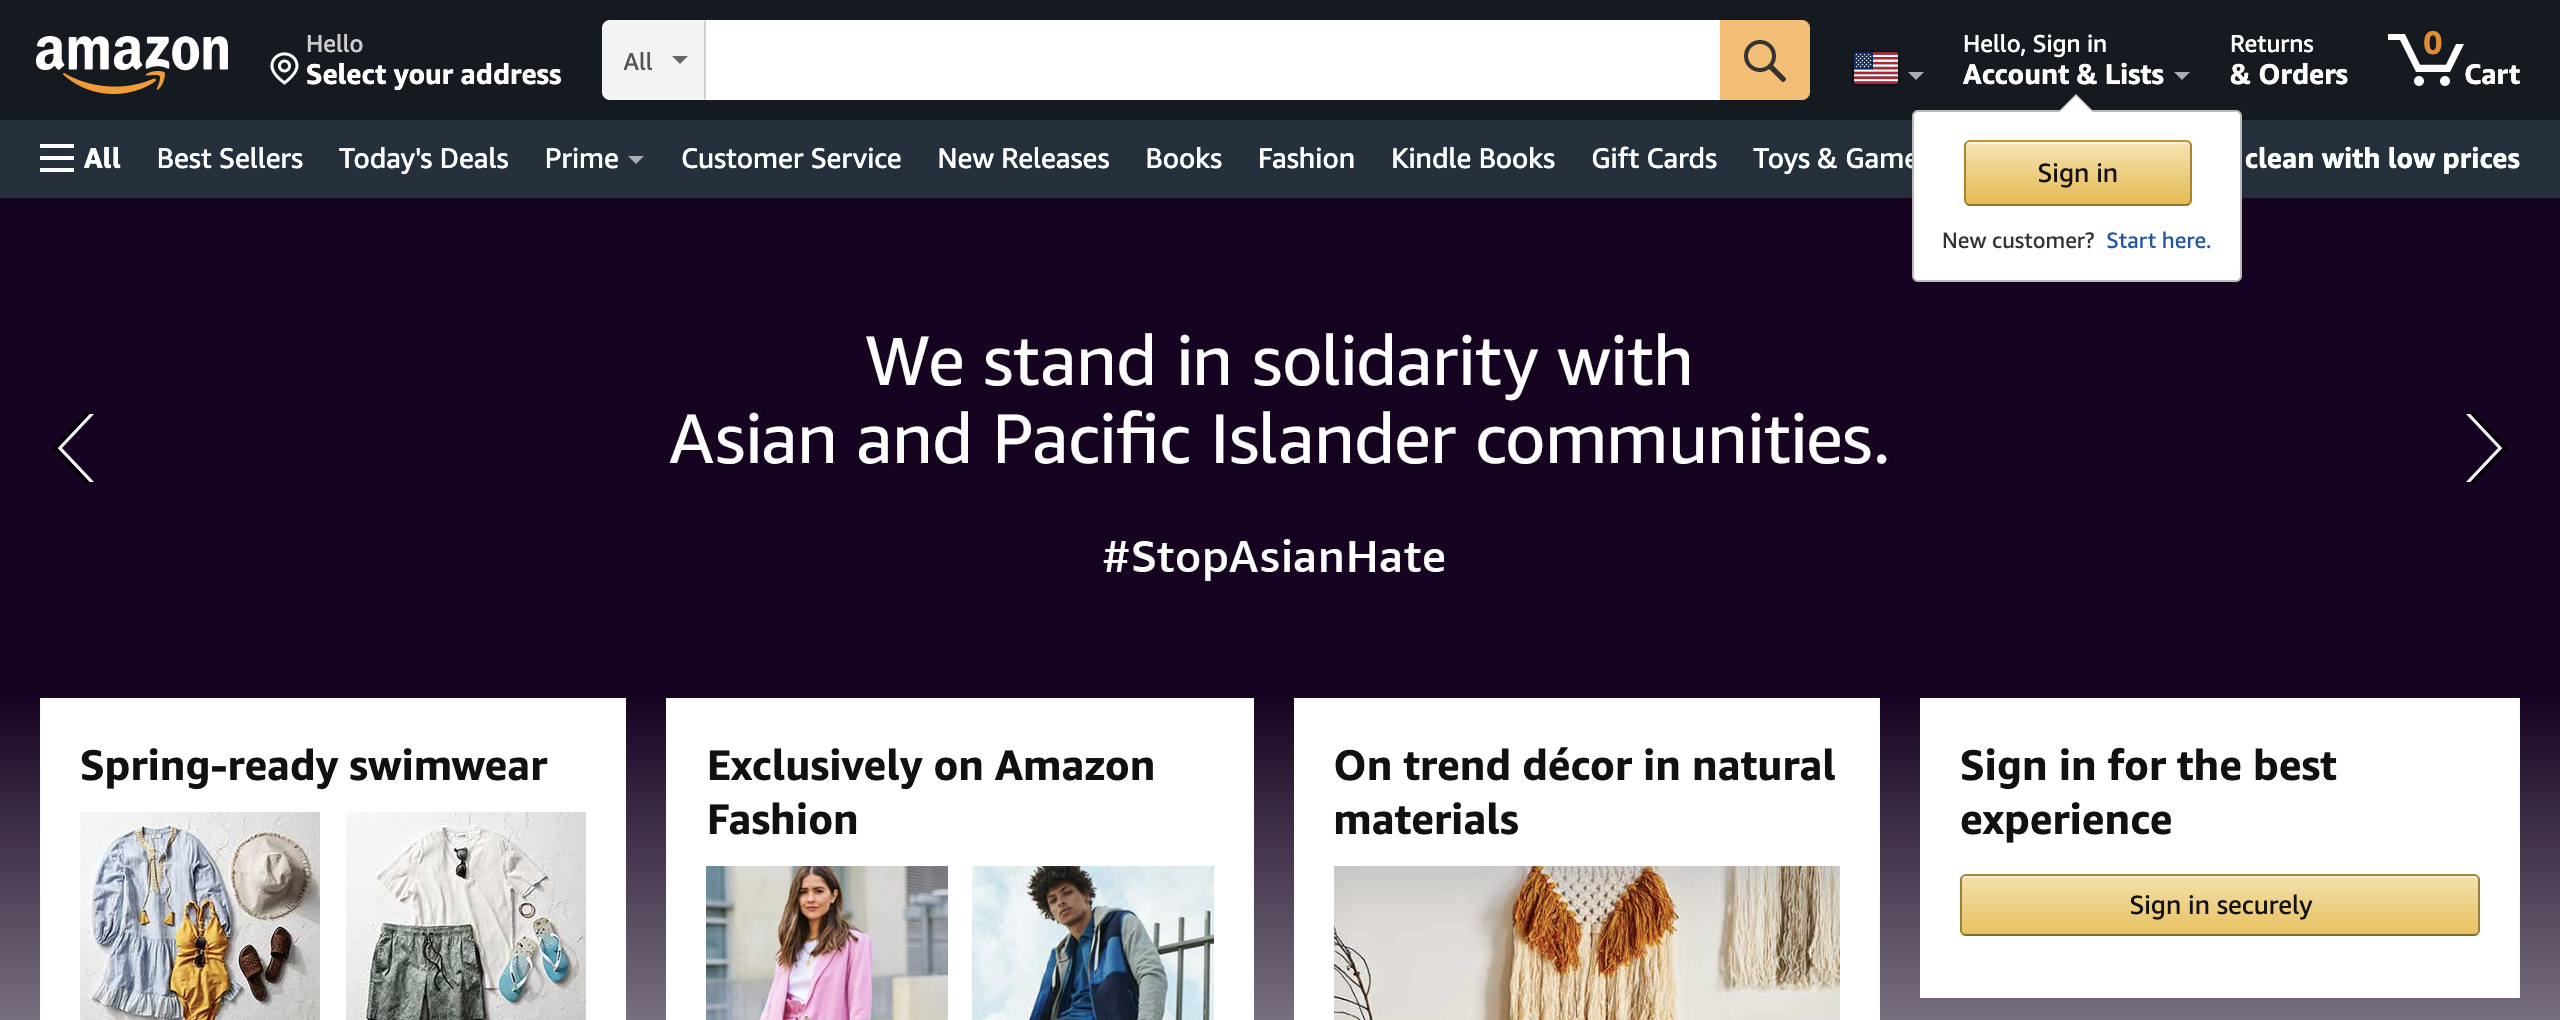 amazon
Hello
Select your address
All
Hello, Sign in
Account & Lists
Returns
& Orders
0
Cart
All
Best Sellers
Today's Deals
Prime
Customer Service
New Releases
Books
Fashion
Kindle Books
Gift Cards
Toys & Game
clean with low prices
Sign in
New customer? Start here.
We stand in solidarity with
Asian and Pacific Islander communities.
#StopAsianHate
Spring-ready swimwear
Exclusively on Amazon
Fashion
On trend décor in natural
materials
Sign in for the best
experience
Sign in securely